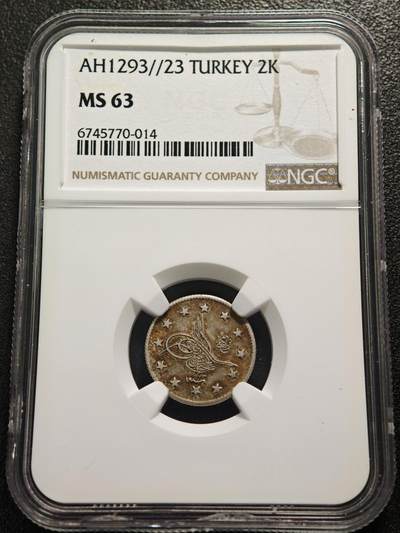 AH1293//23 TURKEY 2K
MS 63
6745770-014
NUMISMATIC GUARANTY COMPANY
NGC®